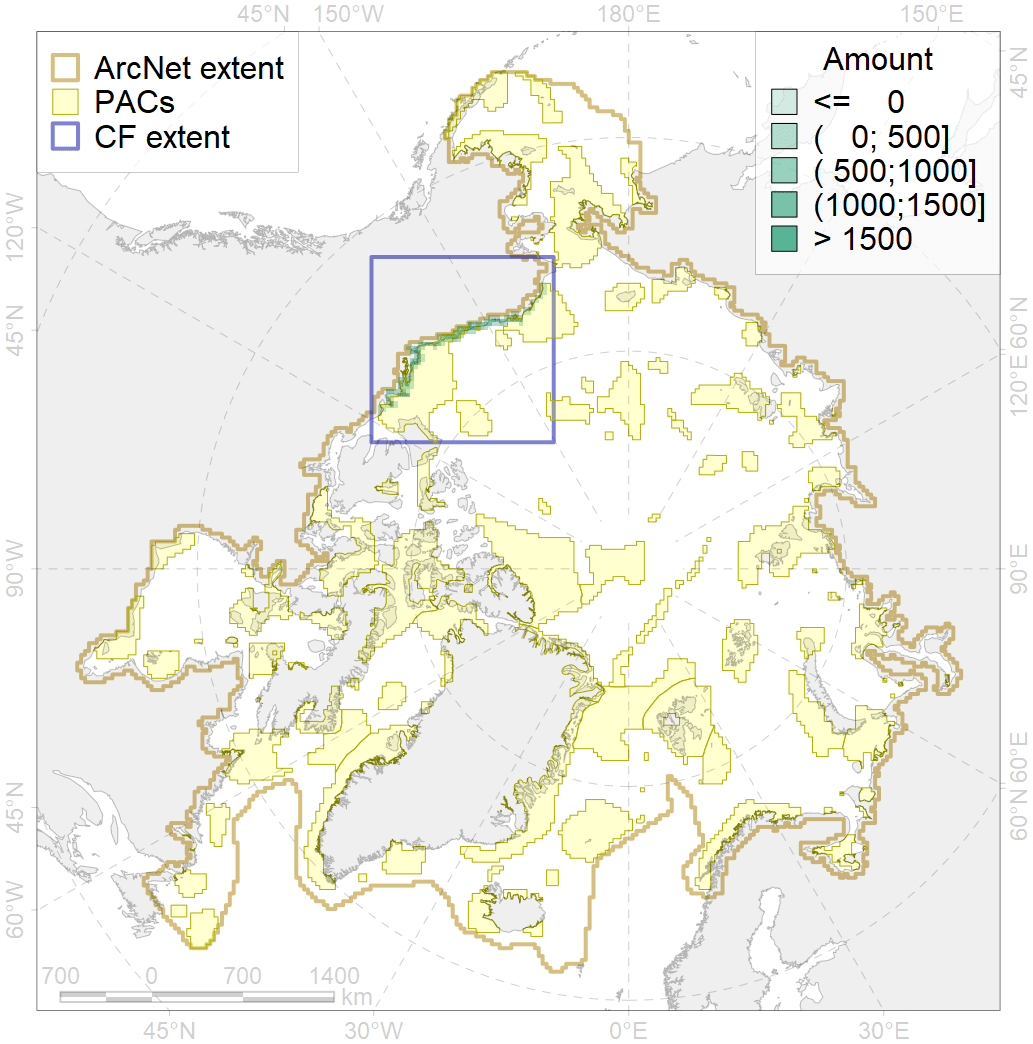 45°N 150°W 180°E 150°E
ArcNet extent
PACs
CF extent
Amount
<= 0
( 0; 500]
( 500;1000]
(1000;1500]
> 1500
45°N
120°W
45°N
90°W
45°N
60°W
60°N
120°E
90°E
60°E
60°N
700 0 700 1400
km
45°N 30°W 0°E 30°E